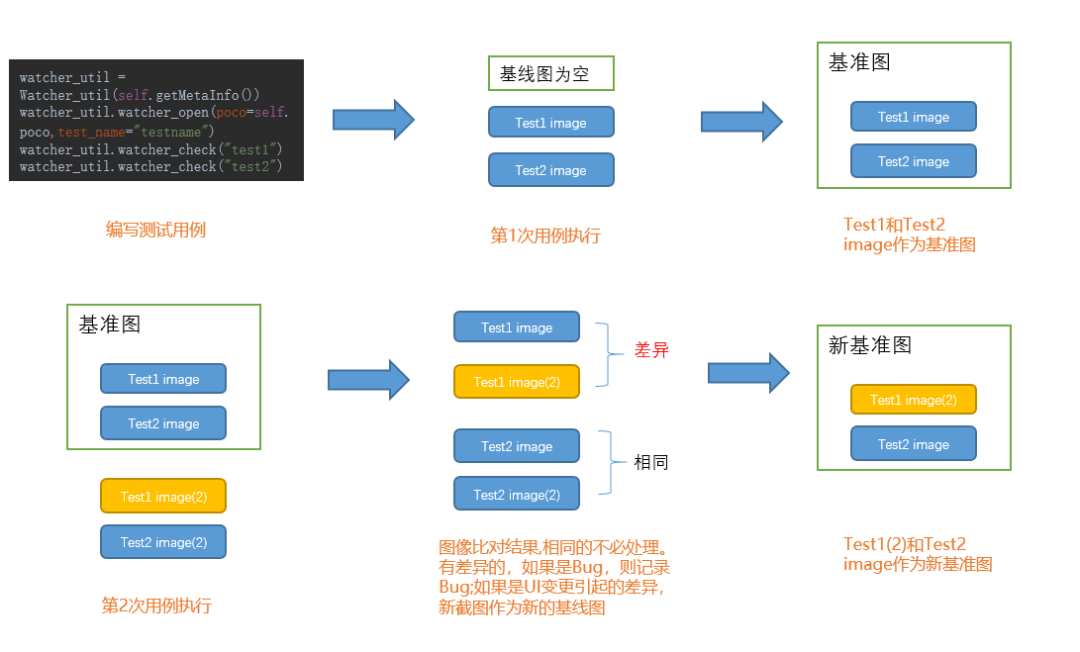 watcher_util =
Watcher_util(self.getMetaInfo())
watcher_util.watcher_open(poco=self.
poco,test_name="testname")
watcher_util.watcher_check("test1")
watcher_util.watcher_check("test2")
编写测试用例
基线图为空
Test1 image
Test2 image
第1次用例执行
基准图
Test1 image
Test2 image
Test1和Test2
image作为基准图
基准图
Test1 image
Test2 image
Test1 image(2)
Test2 image(2)
第2次用例执行
Test1 image
Test1 image(2)
差异
Test2 image
Test2 image(2)
相同
图像比对结果,相同的不必处理。
有差异的，如果是Bug，则记录
Bug;如果是UI变更引起的差异，
新截图作为新的基线图
新基准图
Test1 image(2)
Test2 image
Test1(2)和Test2
image作为新基准图